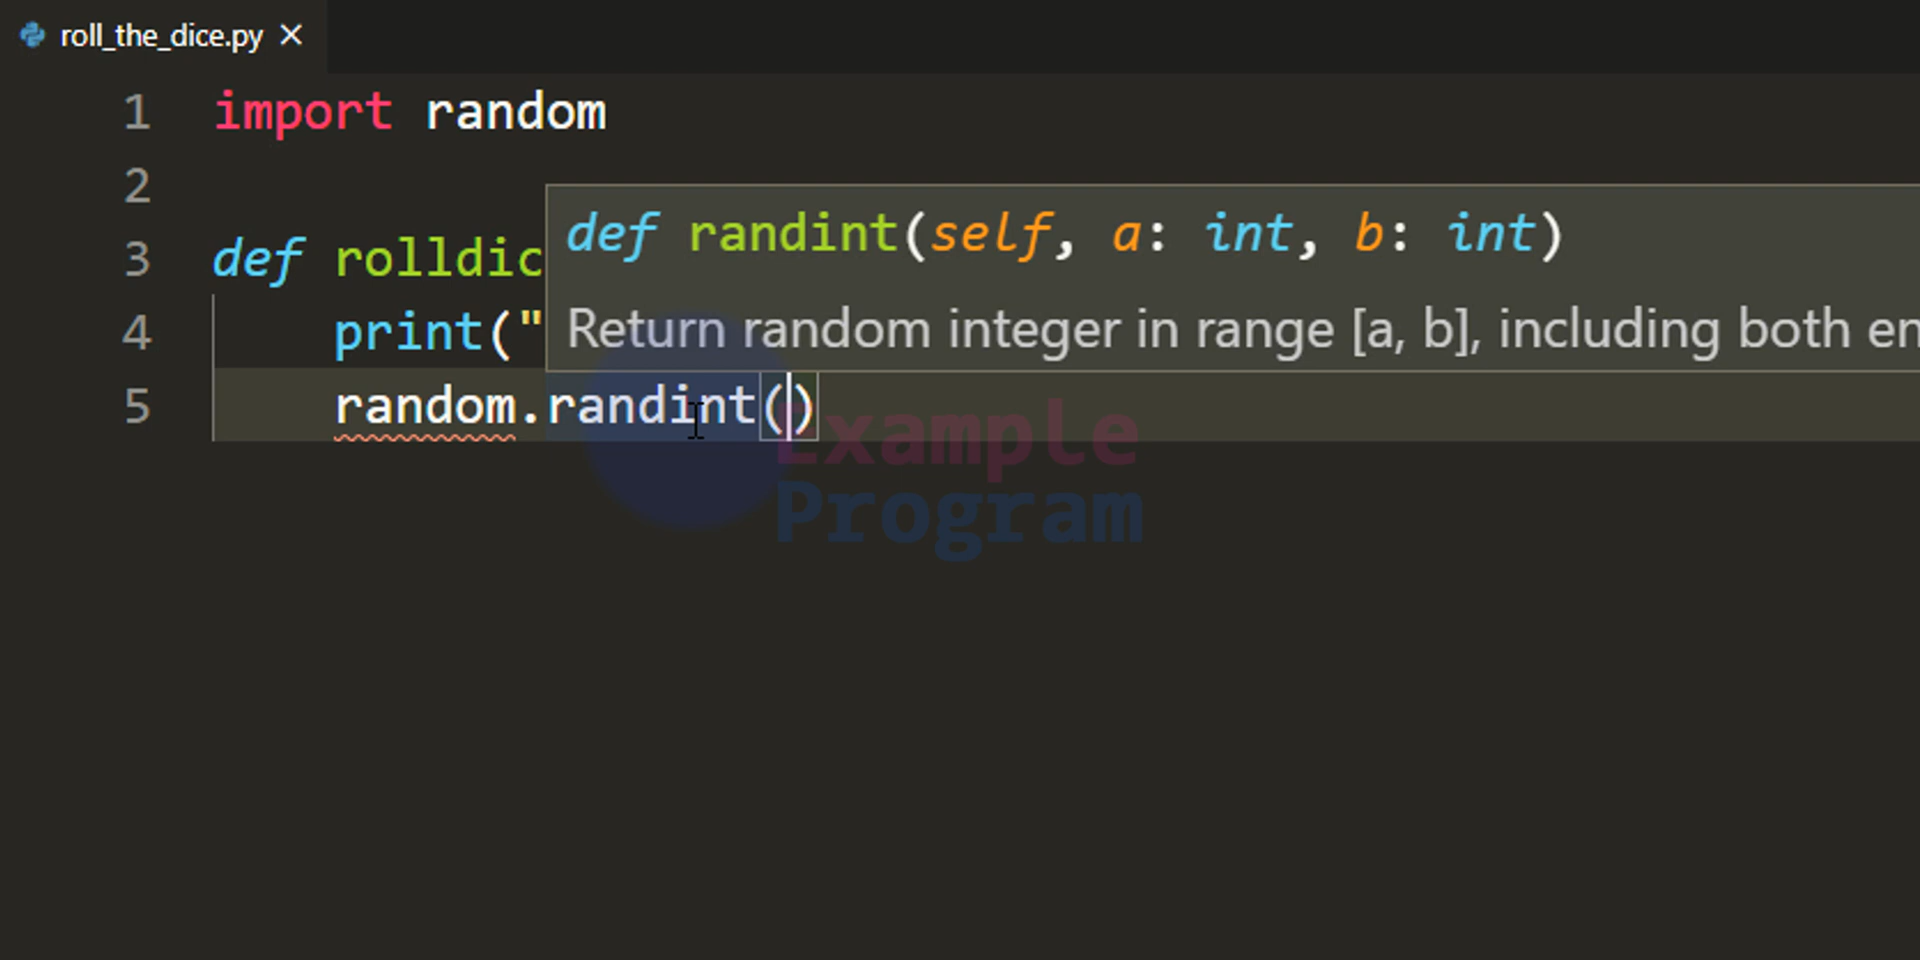 roll_the_dice.py ×
1 import random
2
3 def rolldic
def randint(self, a: int, b: int)
4 print("
Return random integer in range [a, b], including both en
5 random.randint()
Example
Program